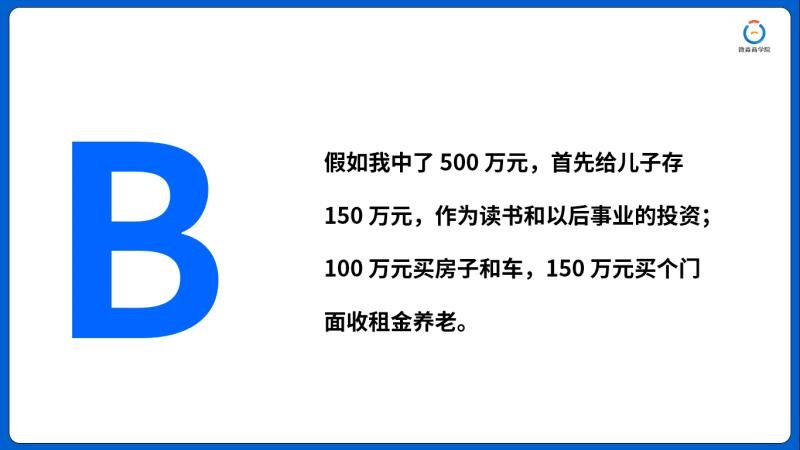 微淼商学院
B
假如我中了 500 万元，首先给儿子存
150 万元，作为读书和以后事业的投资；
100 万元买房子和车，150 万元买个门
面收租金养老。